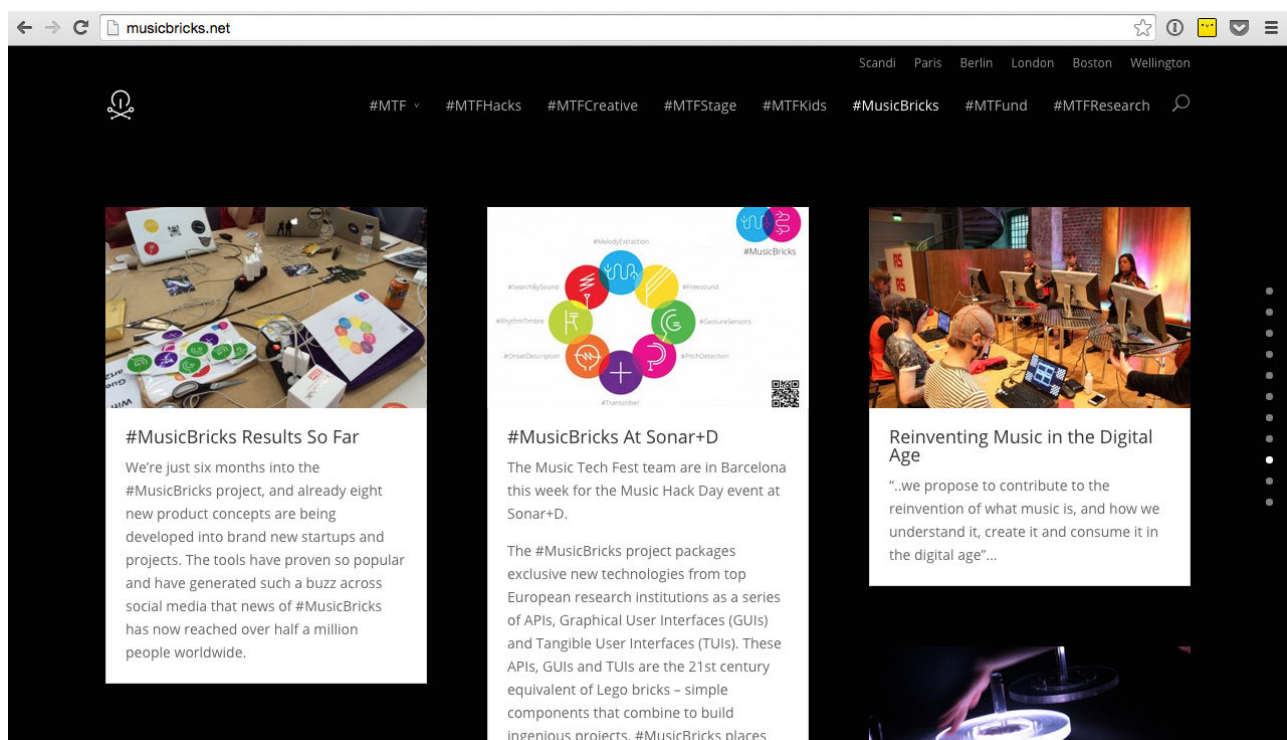 musicbricks.net
Scandi Paris Berlin London Boston Wellington
#MTF #MTFHacks #MTFCreative #MTFStage #MTFKids #MusicBricks #MTFund #MTFResearch
#MusicBricks
#MelodyExtraction
#SearchBySound
#Freesound
#RhythmTimbre
#GestureSensors
#OnsetDescription
#PitchDetection
#Transcriber
RS
RS
#MusicBricks Results So Far
We're just six months into the
#MusicBricks project, and already eight
new product concepts are being
developed into brand new startups and
projects. The tools have proven so popular
and have generated such a buzz across
social media that news of #MusicBricks
has now reached over half a million
people worldwide.
#MusicBricks At Sonar+D
The Music Tech Fest team are in Barcelona
this week for the Music Hack Day event at
Sonar+D.
The #MusicBricks project packages
exclusive new technologies from top
European research institutions as a series
of APIs, Graphical User Interfaces (GUIs)
and Tangible User Interfaces (TUIs). These
APIs, GUIs and TUIs are the 21st century
equivalent of Lego bricks – simple
components that combine to build
ingenious projects. #MusicBricks places
Reinventing Music in the Digital
Age
“..we propose to contribute to the
reinvention of what music is, and how we
understand it, create it and consume it in
the digital age”...